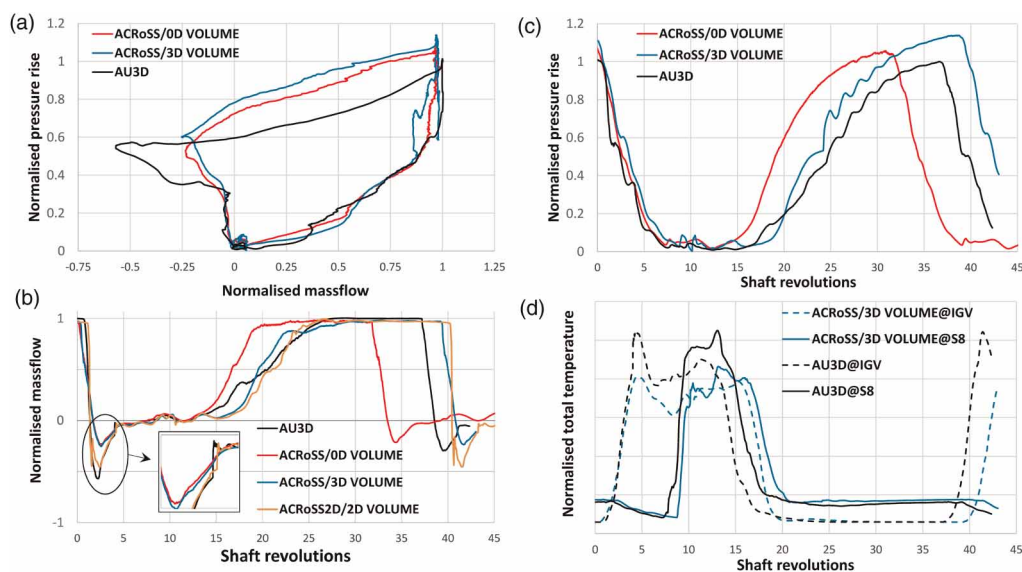 (a)
Normalised pressure rise
1.2
1
0.8
0.6
0.4
0.2
0
ACRoSS/0D VOLUME
ACRoSS/3D VOLUME
AU3D
-0.75
-0.5
-0.25
0
0.25
0.5
0.75
1
1.25
Normalised massflow
(c)
Normalised pressure rise
1.2
1
0.8
0.6
0.4
0.2
0
ACRoSS/0D VOLUME
ACRoSS/3D VOLUME
AU3D
0
5
10
15
20
25
30
35
40
45
Shaft revolutions
(b)
Normalised massflow
1
0
-1
AU3D
ACRoSS/0D VOLUME
ACRoSS/3D VOLUME
ACRoSS2D/2D VOLUME
0
5
10
15
20
25
30
35
40
45
Shaft revolutions
(d)
Normalised total temperature
ACRoSS/3D VOLUME@IGV
ACRoSS/3D VOLUME@S8
AU3D@IGV
AU3D@S8
0
5
10
15
20
25
30
35
40
45
Shaft revolutions